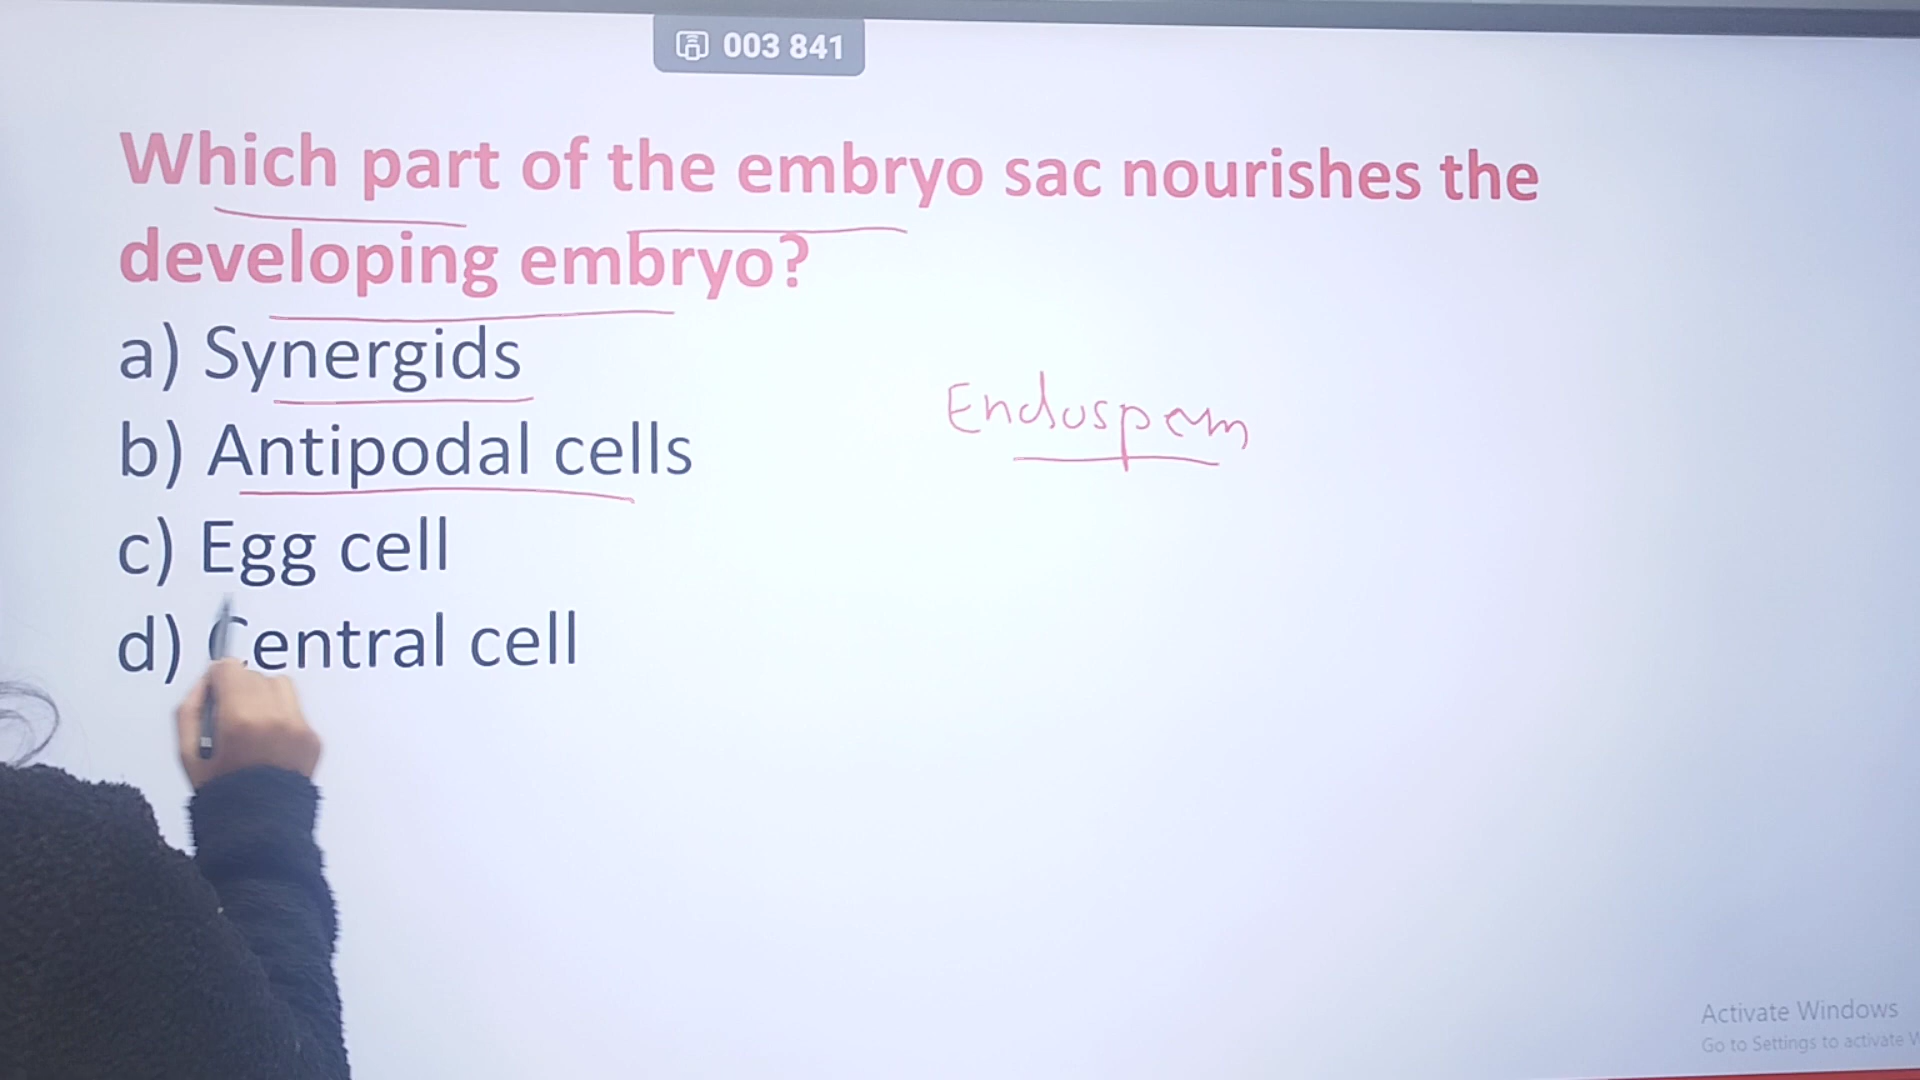 003 841
Which part of the embryo sac nourishes the
developing embryo?
a) Synergids
b) Antipodal cells
Endosperm
c) Egg cell
d) Central cell
Activate Windows
Go to Settings to activate